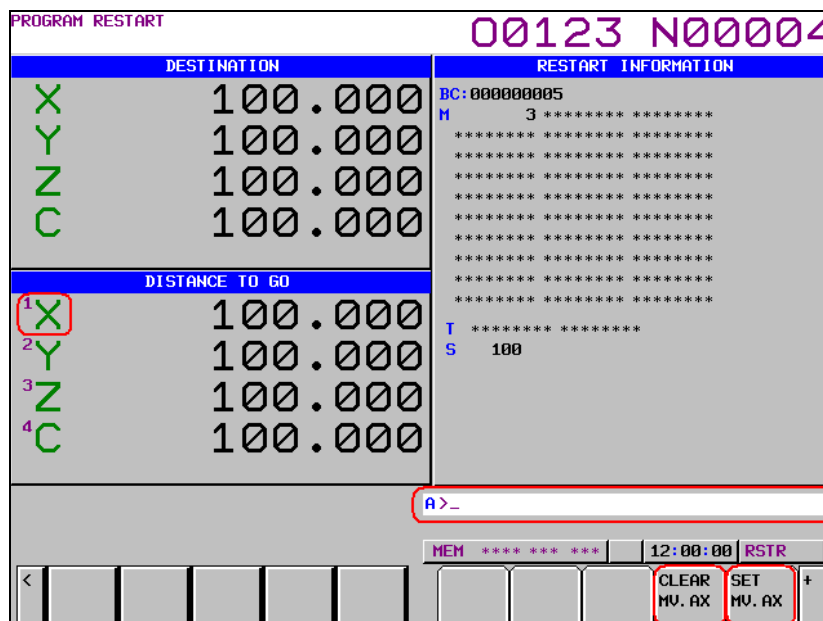 PROGRAM RESTART
O0123 N00004
DESTINATION
X 100.000
Y 100.000
Z 100.000
C 100.000
DISTANCE TO GO
1X 100.000
2Y 100.000
3Z 100.000
4C 100.000
RESTART INFORMATION
BC:000000005
M 3 ******** ********
******** ******** ********
******** ******** ********
******** ******** ********
******** ******** ********
******** ******** ********
******** ******** ********
******** ******** ********
******** ******** ********
******** ******** ********
T ******** ********
S 100
A>_
MEM **** *** *** 12:00:00 RSTR
< CLEAR MV.AX SET MV.AX +